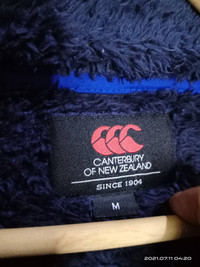 CANTERBURY
OF NEW ZEALAND
SINCE 1904
M
2021.07.11 04:20